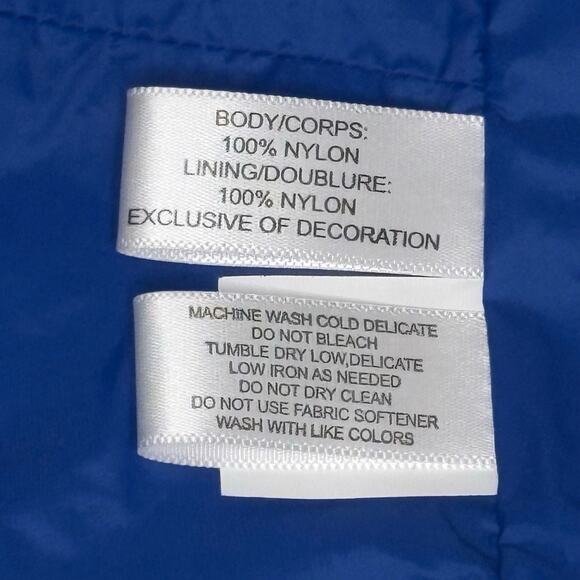 BODY/CORPS:
100% NYLON
LINING/DOUBLURE:
100% NYLON
EXCLUSIVE OF DECORATION
MACHINE WASH COLD DELICATE
DO NOT BLEACH
TUMBLE DRY LOW,DELICATE
LOW IRON AS NEEDED
DO NOT DRY CLEAN
DO NOT USE FABRIC SOFTENER
WASH WITH LIKE COLORS